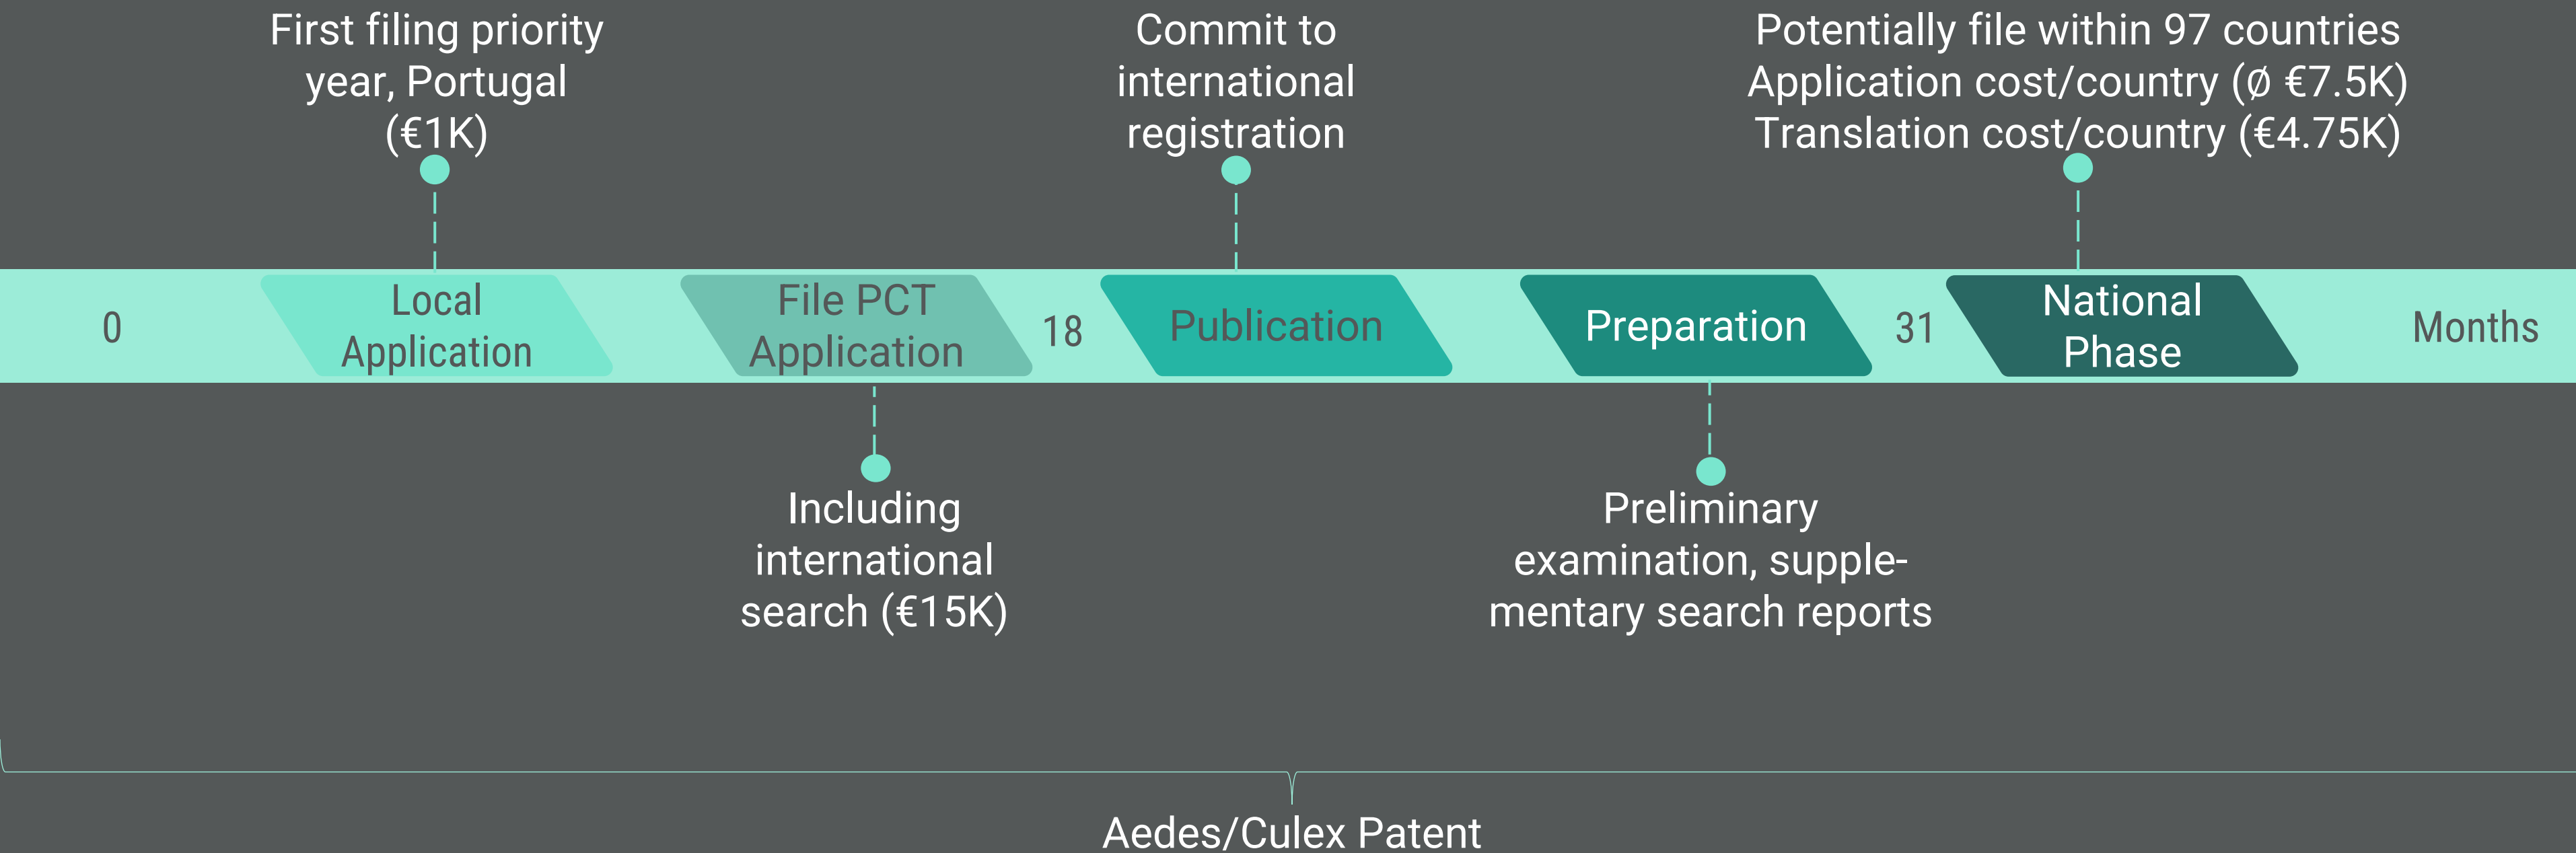 First filing priority
year, Portugal
(€1K)
Commit to
international
registration
Potentially file within 97 countries
Application cost/country (∅ €7.5K)
Translation cost/country (€4.75K)
0
Local
Application
File PCT
Application
18
Publication
Preparation
31
National
Phase
Months
Including
international
search (€15K)
Preliminary
examination, supple-
mentary search reports
Aedes/Culex Patent